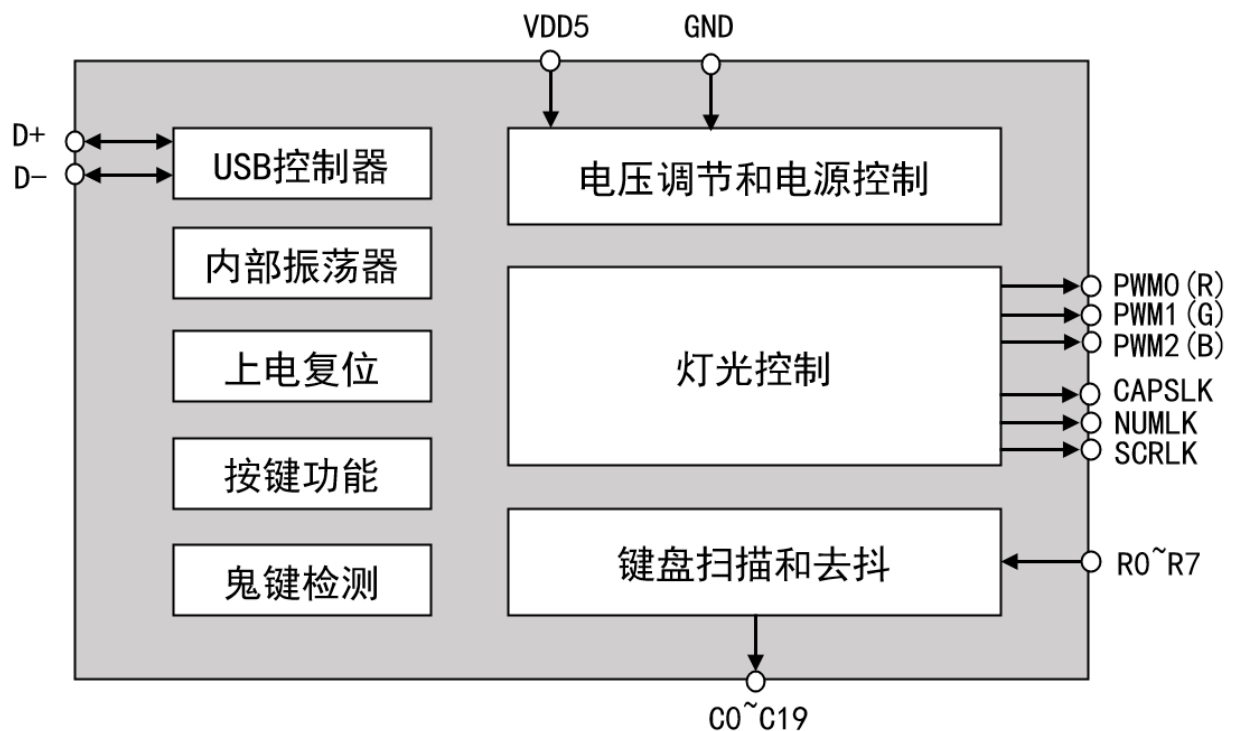 VDD5
GND
D+
D-
USB控制器
电压调节和电源控制
内部振荡器
上电复位
灯光控制
PWM0(R)
PWM1(G)
PWM2(B)
CAPSLK
NUMLK
SCRLK
按键功能
鬼键检测
键盘扫描和去抖
R0~R7
C0~C19